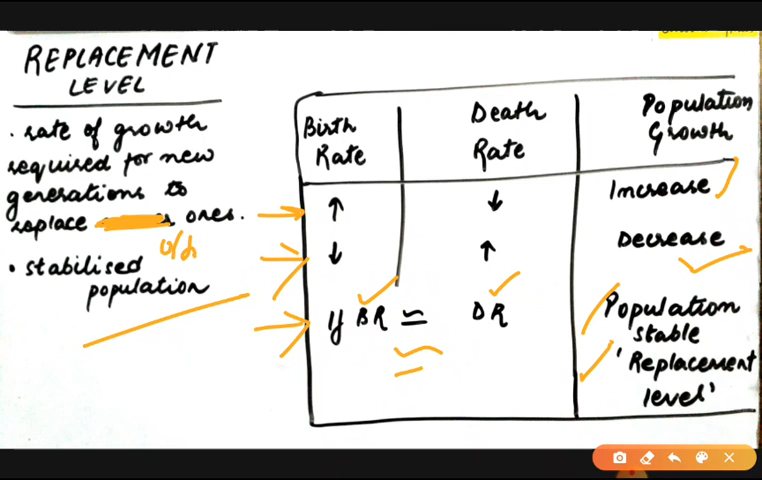 REPLACEMENT
LEVEL
• rate of growth
required for new
generations to
replace ones.
old
• stabilised
population
Birth Rate
Death Rate
Population Growth
↑ ↓ Increase
↓ ↑ Decrease
if BR ≃ DR
Population
stable
'Replacement
level'